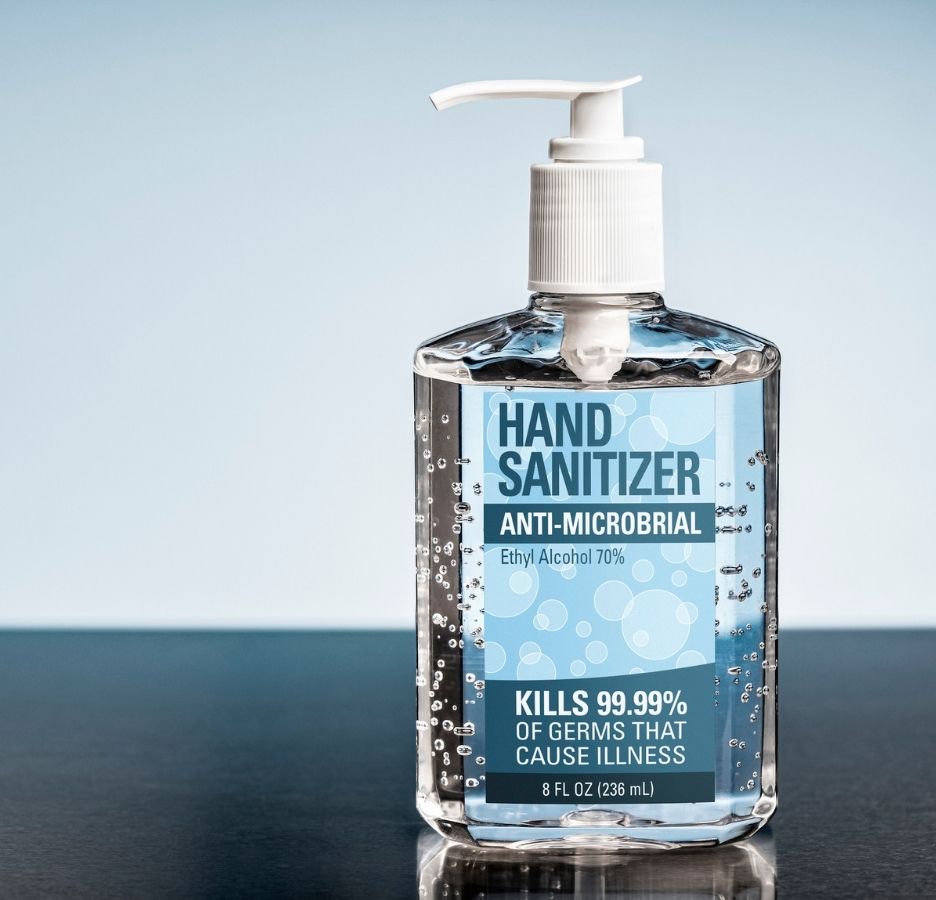 HAND
SANITIZER
ANTI-MICROBRIAL
Ethyl Alcohol 70%
KILLS 99.99%
OF GERMS THAT
CAUSE ILLNESS
8 FL OZ (236 mL)